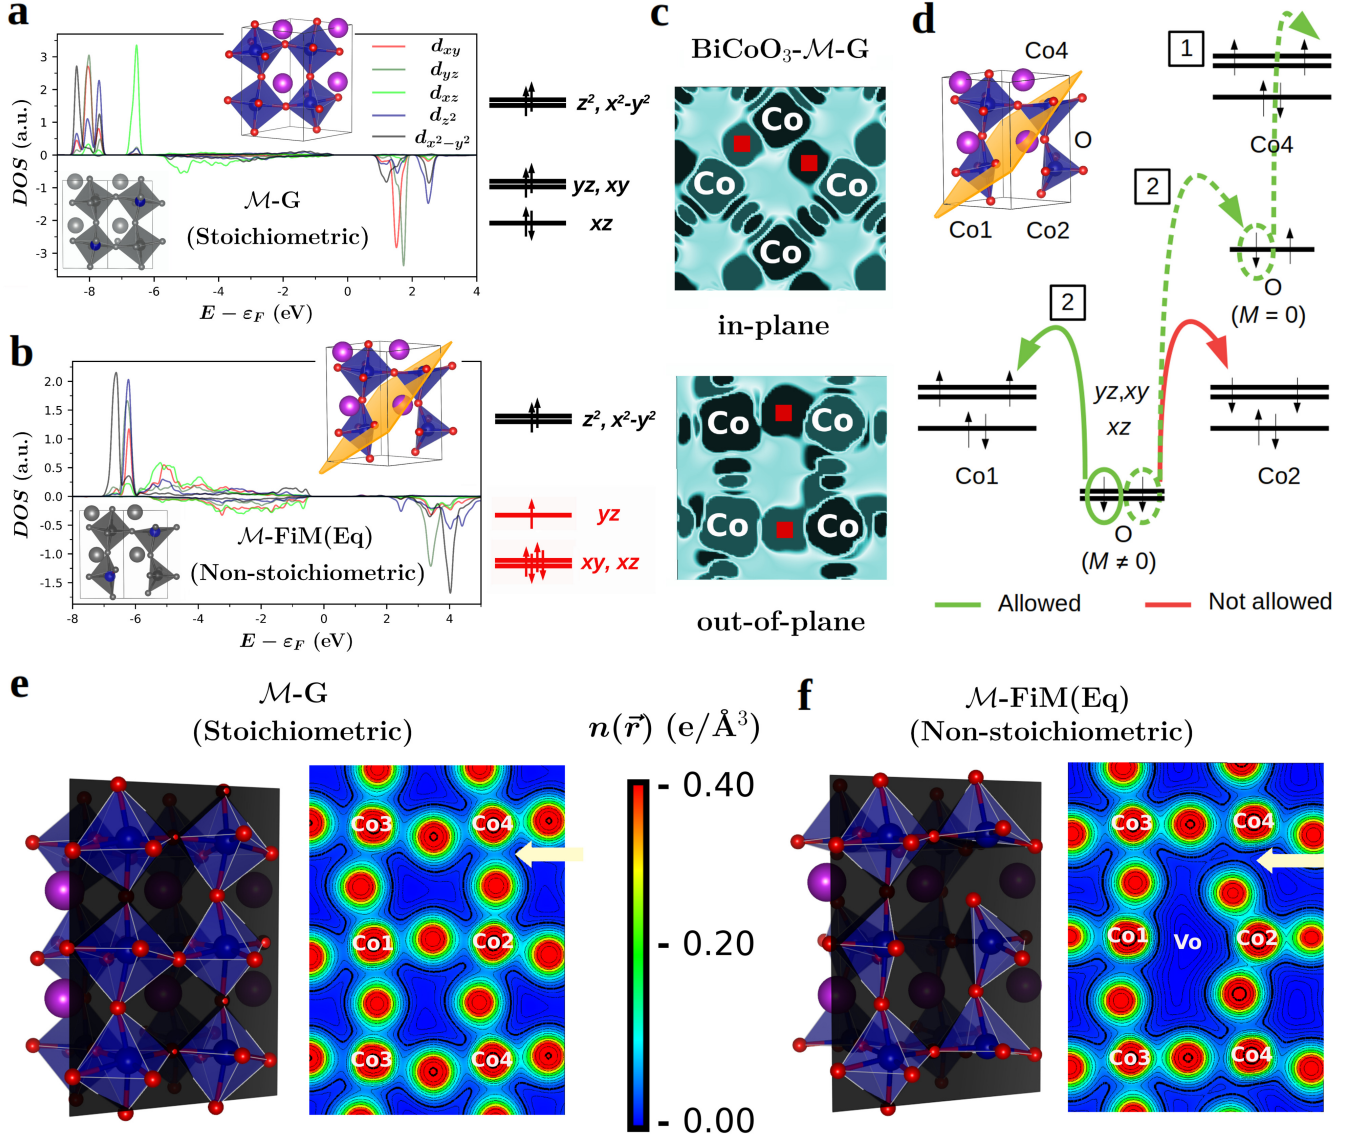 a
3
2
1
0
-1
-2
-3
DOS (a.u.)
-8
-6
-4
-2
0
2
4
E − εF (eV)
dxy
dyz
dxz
dz²
dx²−y²
ℳ-G
(Stoichiometric)
z², x²-y²
yz, xy
xz
b
2.0
1.5
1.0
0.5
0.0
-0.5
-1.0
-1.5
DOS (a.u.)
-8
-6
-4
-2
0
2
4
E − εF (eV)
ℳ-FiM(Eq)
(Non-stoichiometric)
z², x²-y²
yz
xy, xz
c
BiCoO₃-ℳ-G
Co
Co
Co
Co
in-plane
Co
Co
Co
Co
out-of-plane
d
Co4
O
Co1
Co2
1
Co4
2
O
(M = 0)
2
yz,xy
xz
Co1
Co2
O
(M ≠ 0)
Allowed
Not allowed
e
ℳ-G
(Stoichiometric)
Co3
Co4
Co1
Co2
Co3
Co4
n(r⃗) (e/Å³)
- 0.40
- 0.20
- 0.00
f
ℳ-FiM(Eq)
(Non-stoichiometric)
Co3
Co4
Co1
Vo
Co2
Co3
Co4